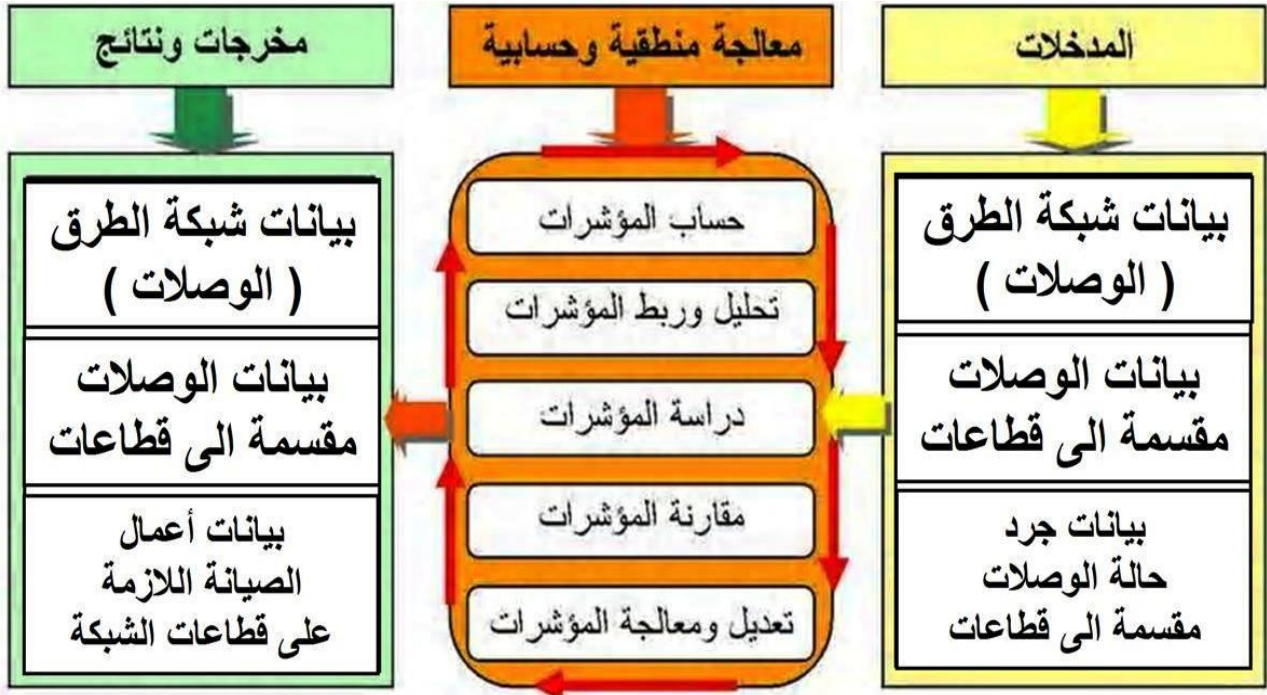 المدخلات
بيانات شبكة الطرق
( الوصلات )
بيانات الوصلات
مقسمة الى قطاعات
بيانات جرد
حالة الوصلات
مقسمة الى قطاعات
معالجة منطقية وحسابية
حساب المؤشرات
تحليل وربط المؤشرات
دراسة المؤشرات
مقارنة المؤشرات
تعديل ومعالجة المؤشرات
مخرجات ونتائج
بيانات شبكة الطرق
( الوصلات )
بيانات الوصلات
مقسمة الى قطاعات
بيانات أعمال
الصيانة اللازمة
على قطاعات الشبكة